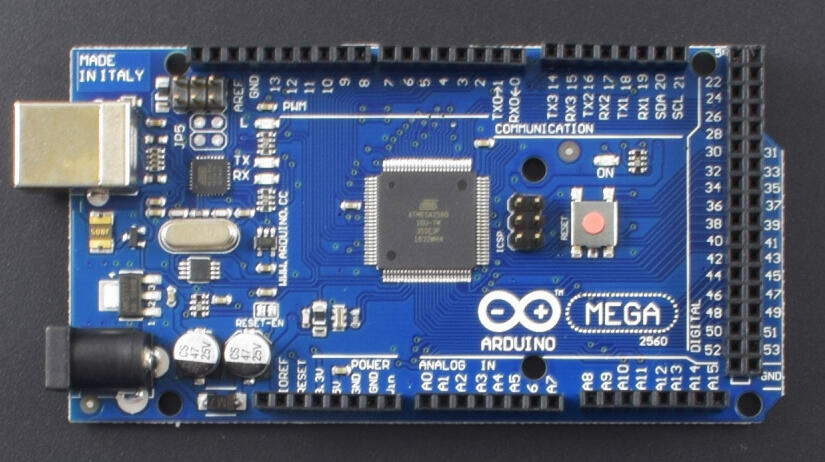 MADE
IN ITALY
AREF
GND
13
12
11
10
9
8
7
6
5
4
3
2
TX0→1
RX0←0
TX3 14
RX3 15
TX2 16
RX2 17
TX1 18
RX1 19
SDA 20
SCL 21
PWM
COMMUNICATION
JP5
L
TX
RX
ON
WWW.ARDUINO.CC
ATMEGA2560
16U-TW
ICSP
RESET
22
24
26
28
30
31
32
33
34
35
36
37
38
39
40
41
42
43
44
45
46
47
48
49
50
51
52
53
GND
DIGITAL
TM
MEGA
2560
ARDUINO
RESET-EN
CS
47
25V
CS
47
25V
IOREF
RESET
3.3V
5V
GND
GND
Vin
POWER
ANALOG IN
A0
A1
A2
A3
A4
A5
6
A7
A8
A9
A10
A11
A12
A13
A14
A15